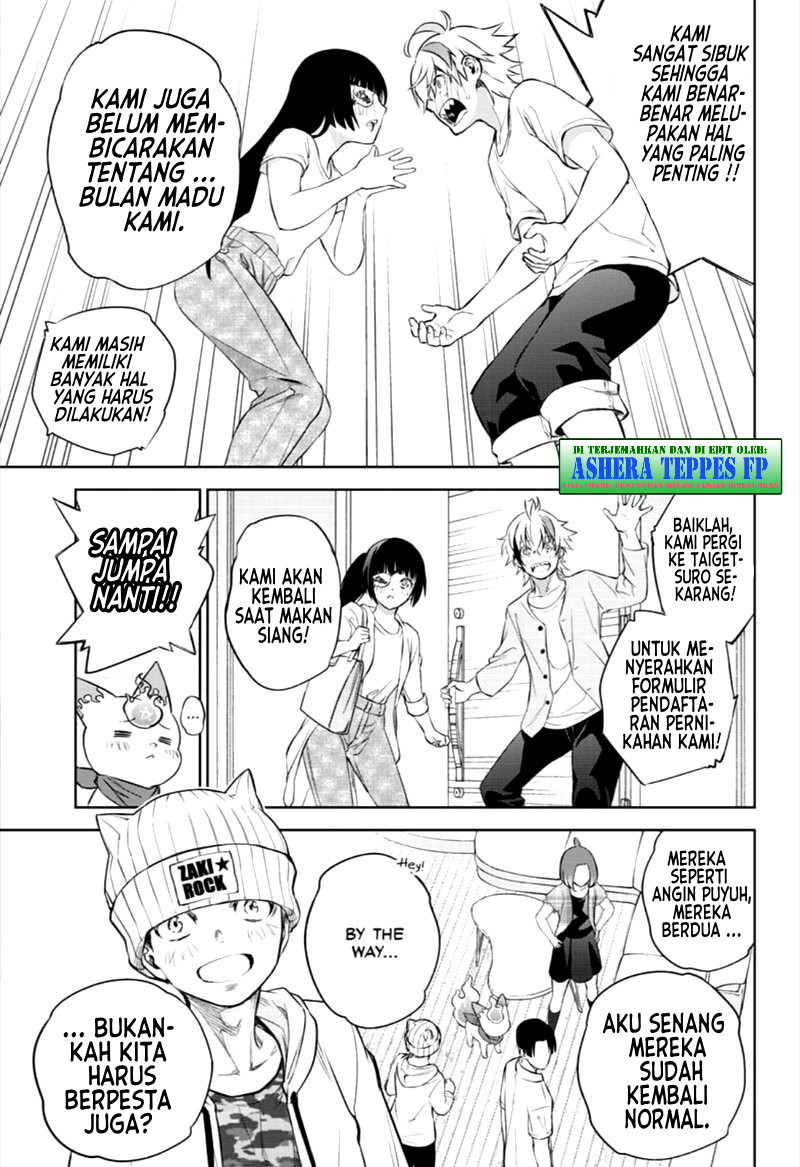 KAMI
SANGAT SIBUK
SEHINGGA
KAMI BENAR-
BENAR MELU-
PAKAN HAL
YANG PALING
PENTING !!
KAMI JUGA
BELUM MEM-
BICARAKAN
TENTANG ...
BULAN MADU
KAMI.
KAMI MASIH
MEMILIKI
BANYAK HAL
YANG HARUS
DILAKUKAN!
DI TERJEMAHKAN DAN DI EDIT OLEH:
ASHERA TEPPES FP
BAIKLAH,
KAMI PERGI
KE TAIGET-
SURO SE-
KARANG!
UNTUK ME-
NYERAHKAN
FORMULIR
PENDAFTA-
RAN PERNI-
KAHAN KAMI!
KAMI AKAN
KEMBALI
SAAT MAKAN
SIANG!
SAMPAI
JUMPA
NANTI!!
...
MEREKA
SEPERTI
ANGIN PUYUH,
MEREKA
BERDUA ...
AKU SENANG
MEREKA
SUDAH
KEMBALI
NORMAL.
Hey!
BY THE
WAY...
ZAKI★
ROCK
... BUKAN-
KAH KITA
HARUS
BERPESTA
JUGA?